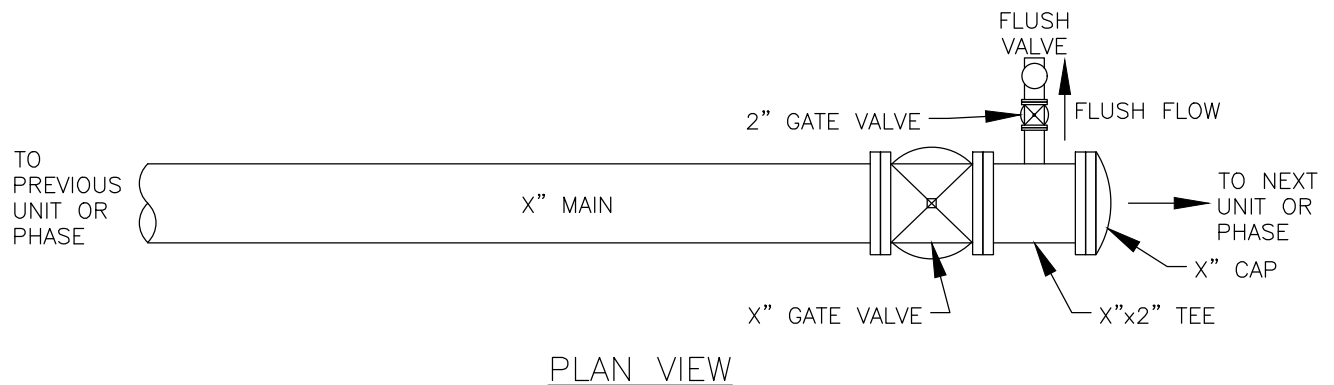 FLUSH
VALVE
2” GATE VALVE
FLUSH FLOW
TO
PREVIOUS
UNIT OR
PHASE
X” MAIN
TO NEXT
UNIT OR
PHASE
X” CAP
X” GATE VALVE
X”x2” TEE
PLAN VIEW